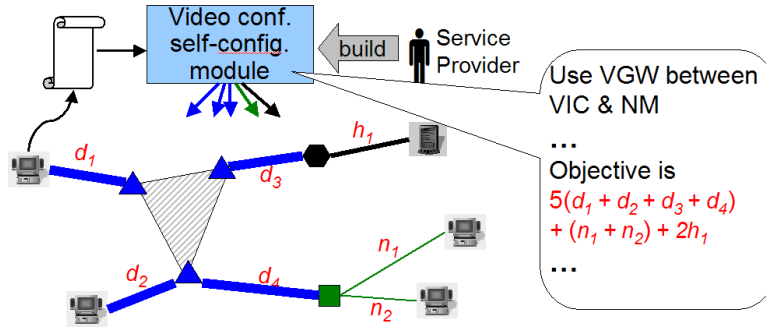 Video conf.
self-config.
module
build
Service
Provider
Use VGW between
VIC & NM
...
Objective is
5(d1 + d2 + d3 + d4)
+ (n1 + n2) + 2h1
...
d1
d3
h1
d2
d4
n1
n2